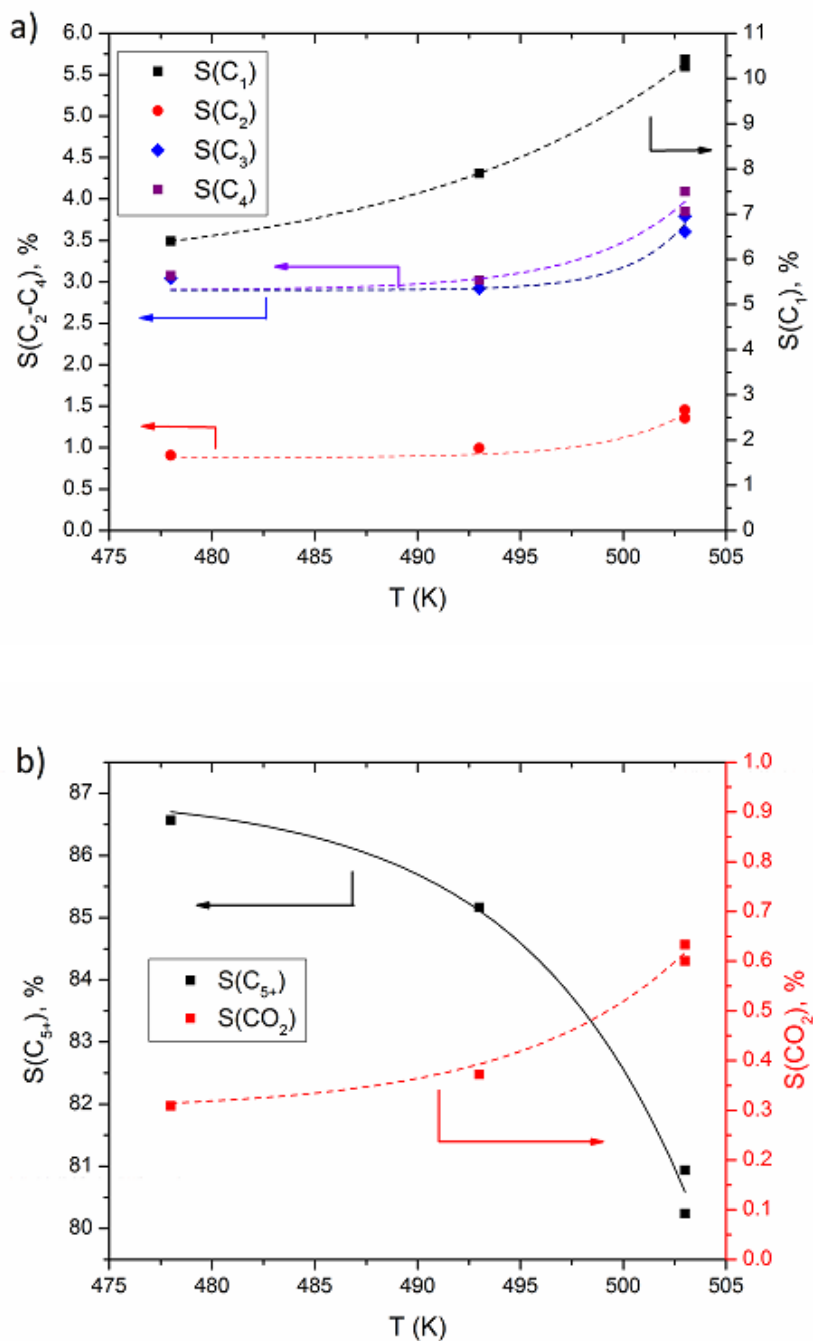 a)
S(C₁)
S(C₂)
S(C₃)
S(C₄)
6.0
5.5
5.0
4.5
4.0
3.5
3.0
2.5
2.0
1.5
1.0
0.5
0.0
S(C₂-C₄), %
11
10
9
8
7
6
5
4
3
2
1
0
S(C₁), %
475 480 485 490 495 500 505
T (K)
b)
87
86
85
84
83
82
81
80
S(C₅₊), %
S(C₅₊)
S(CO₂)
1.0
0.9
0.8
0.7
0.6
0.5
0.4
0.3
0.2
0.1
0.0
S(CO₂), %
475 480 485 490 495 500 505
T (K)